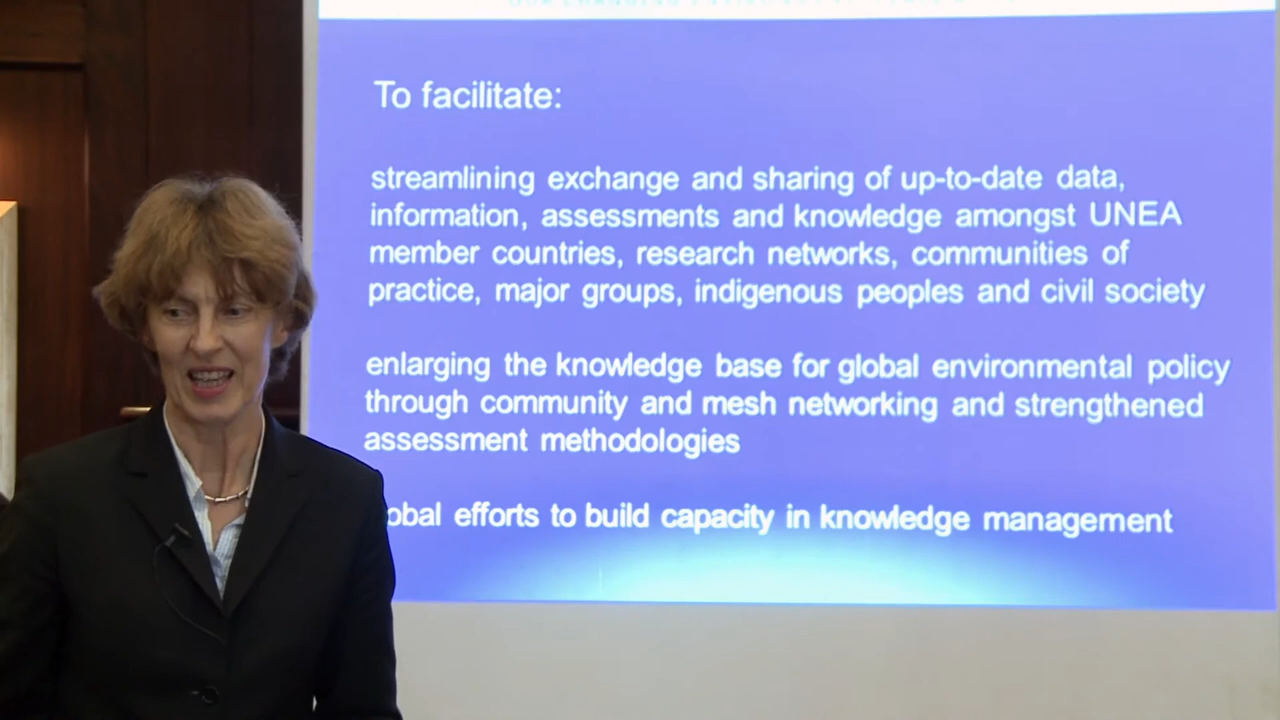 To facilitate:
streamlining exchange and sharing of up-to-date data,
information, assessments and knowledge amongst UNEA
member countries, research networks, communities of
practice, major groups, indigenous peoples and civil society
enlarging the knowledge base for global environmental policy
through community and mesh networking and strengthened
assessment methodologies
efforts to build capacity in knowledge management